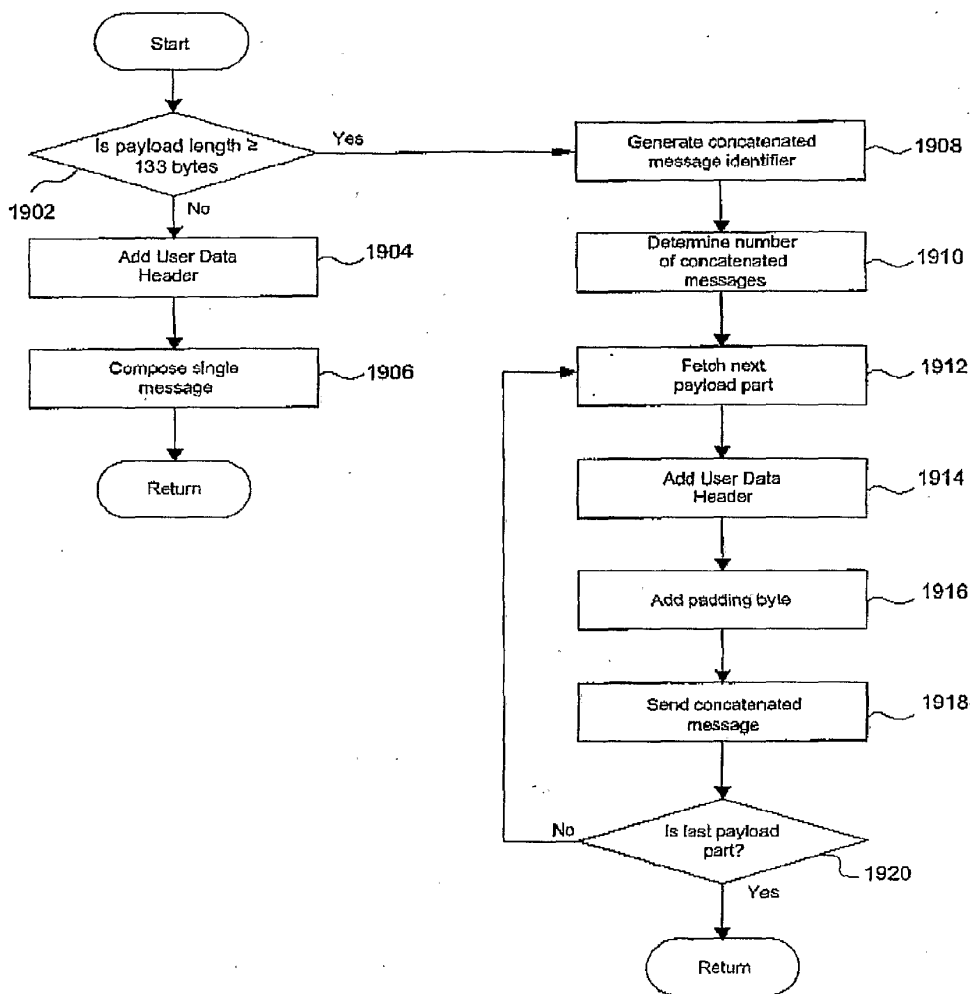 Start
Is payload length ≥
133 bytes
Yes
1902
No
Add User Data
Header
1904
Compose single
message
1906
Return
Generate concatenated
message identifier
1908
Determine number
of concatenated
messages
1910
Fetch next
payload part
1912
Add User Data
Header
1914
Add padding byte
1916
Send concatenated
message
1918
No
Is last payload
part?
1920
Yes
Return